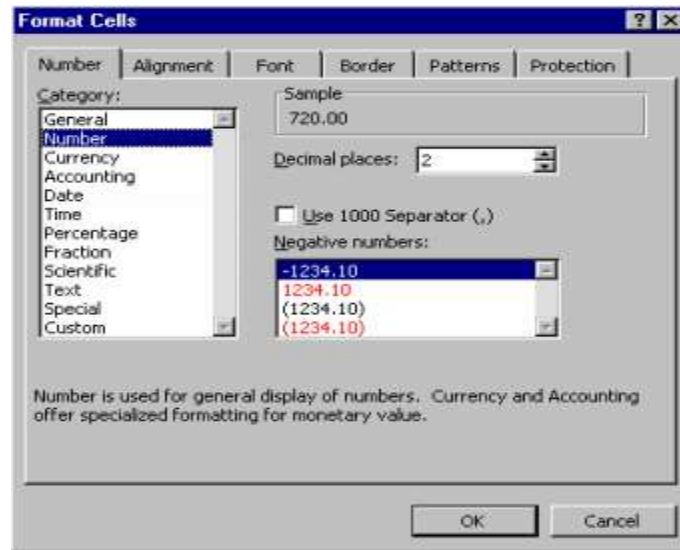 Format Cells
Number Alignment Font Border Patterns Protection
Category:
General
Number
Currency
Accounting
Date
Time
Percentage
Fraction
Scientific
Text
Special
Custom
Sample
720.00
Decimal places: 2
Use 1000 Separator (,)
Negative numbers:
-1234.10
1234.10
(1234.10)
(1234.10)
Number is used for general display of numbers. Currency and Accounting
offer specialized formatting for monetary value.
OK Cancel